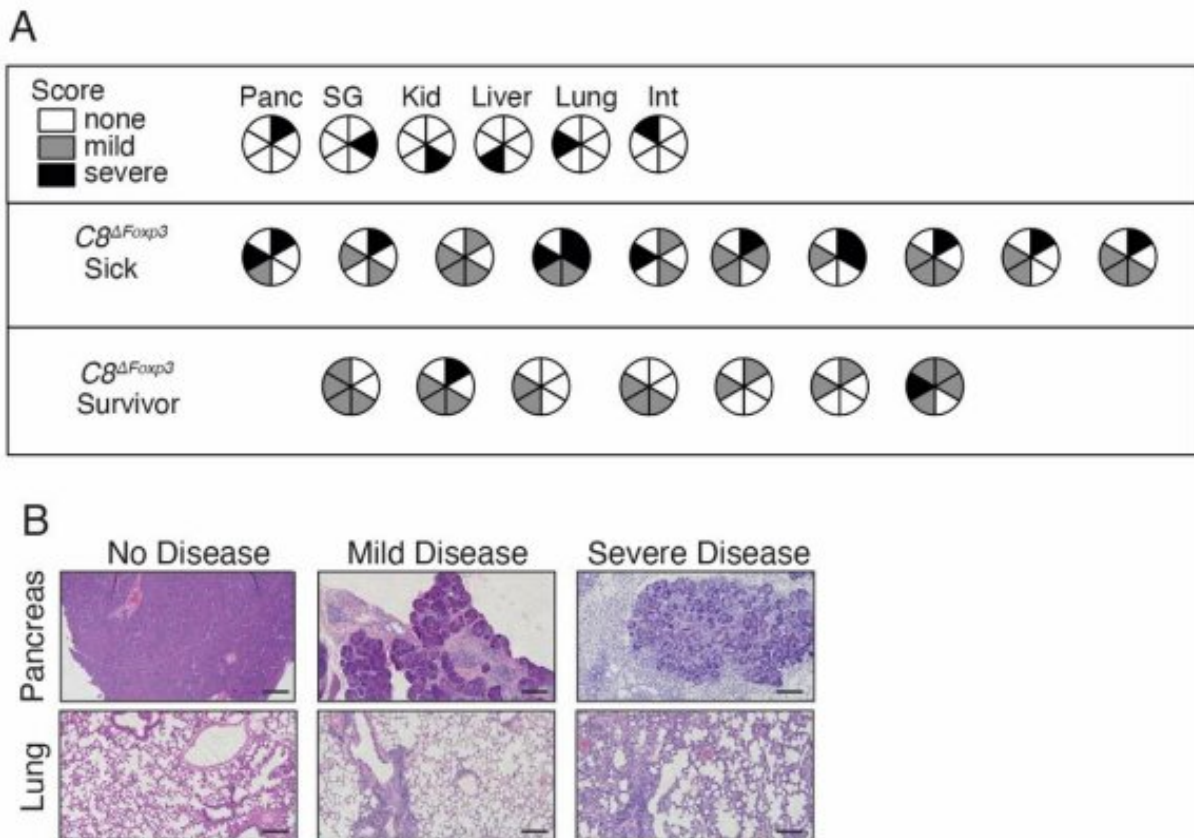 A
Score
none
mild
severe
Panc SG Kid Liver Lung Int
C8ΔFoxp3
Sick
C8ΔFoxp3
Survivor
B
No Disease Mild Disease Severe Disease
Pancreas
Lung